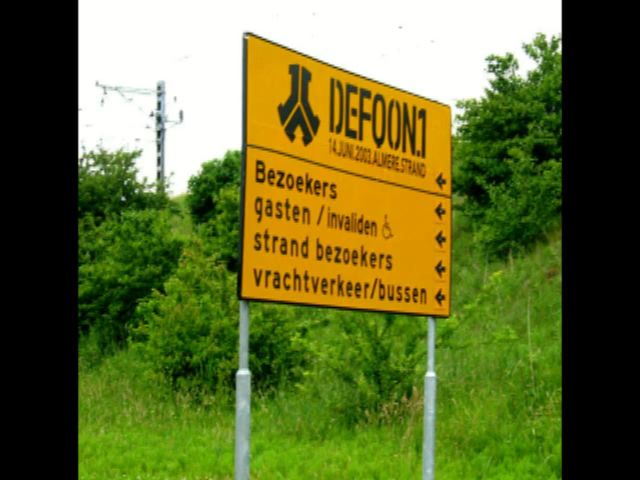 DEFQON.1
14.JUNI.2003.ALMERE.STRAND
Bezoekers
gasten / invaliden
strand bezoekers
vrachtverkeer/bussen